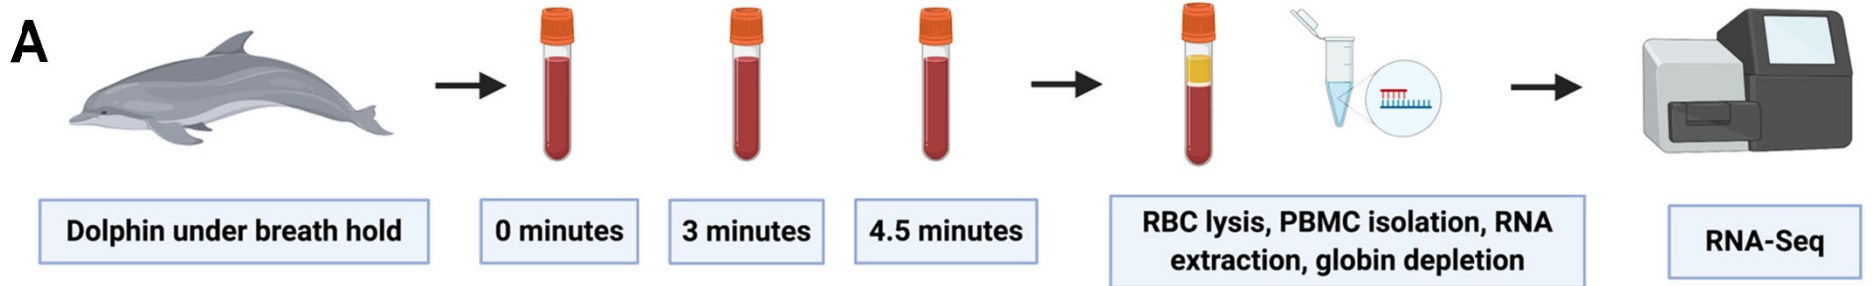 A
Dolphin under breath hold
0 minutes
3 minutes
4.5 minutes
RBC lysis, PBMC isolation, RNA
extraction, globin depletion
RNA-Seq